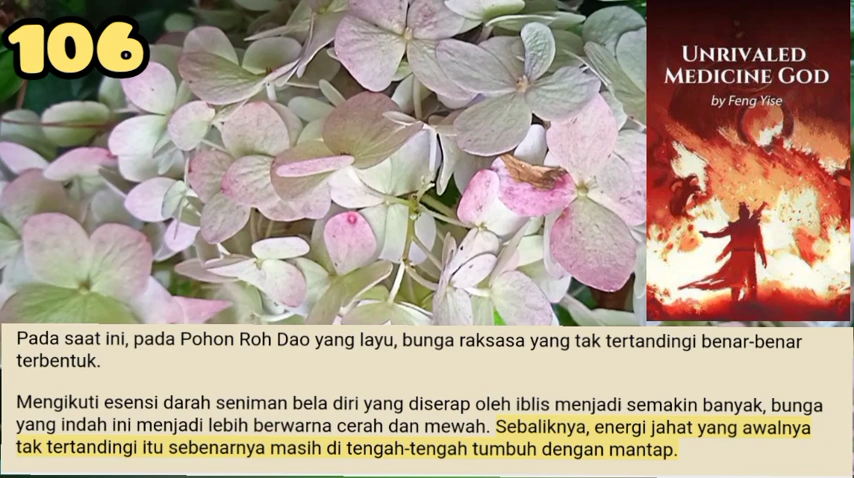 106
UNRIVALED
MEDICINE GOD
by Feng Yise
Pada saat ini, pada Pohon Roh Dao yang layu, bunga raksasa yang tak tertandingi benar-benar
terbentuk.
Mengikuti esensi darah seniman bela diri yang diserap oleh iblis menjadi semakin banyak, bunga
yang indah ini menjadi lebih berwarna cerah dan mewah. Sebaliknya, energi jahat yang awalnya
tak tertandingi itu sebenarnya masih di tengah-tengah tumbuh dengan mantap.